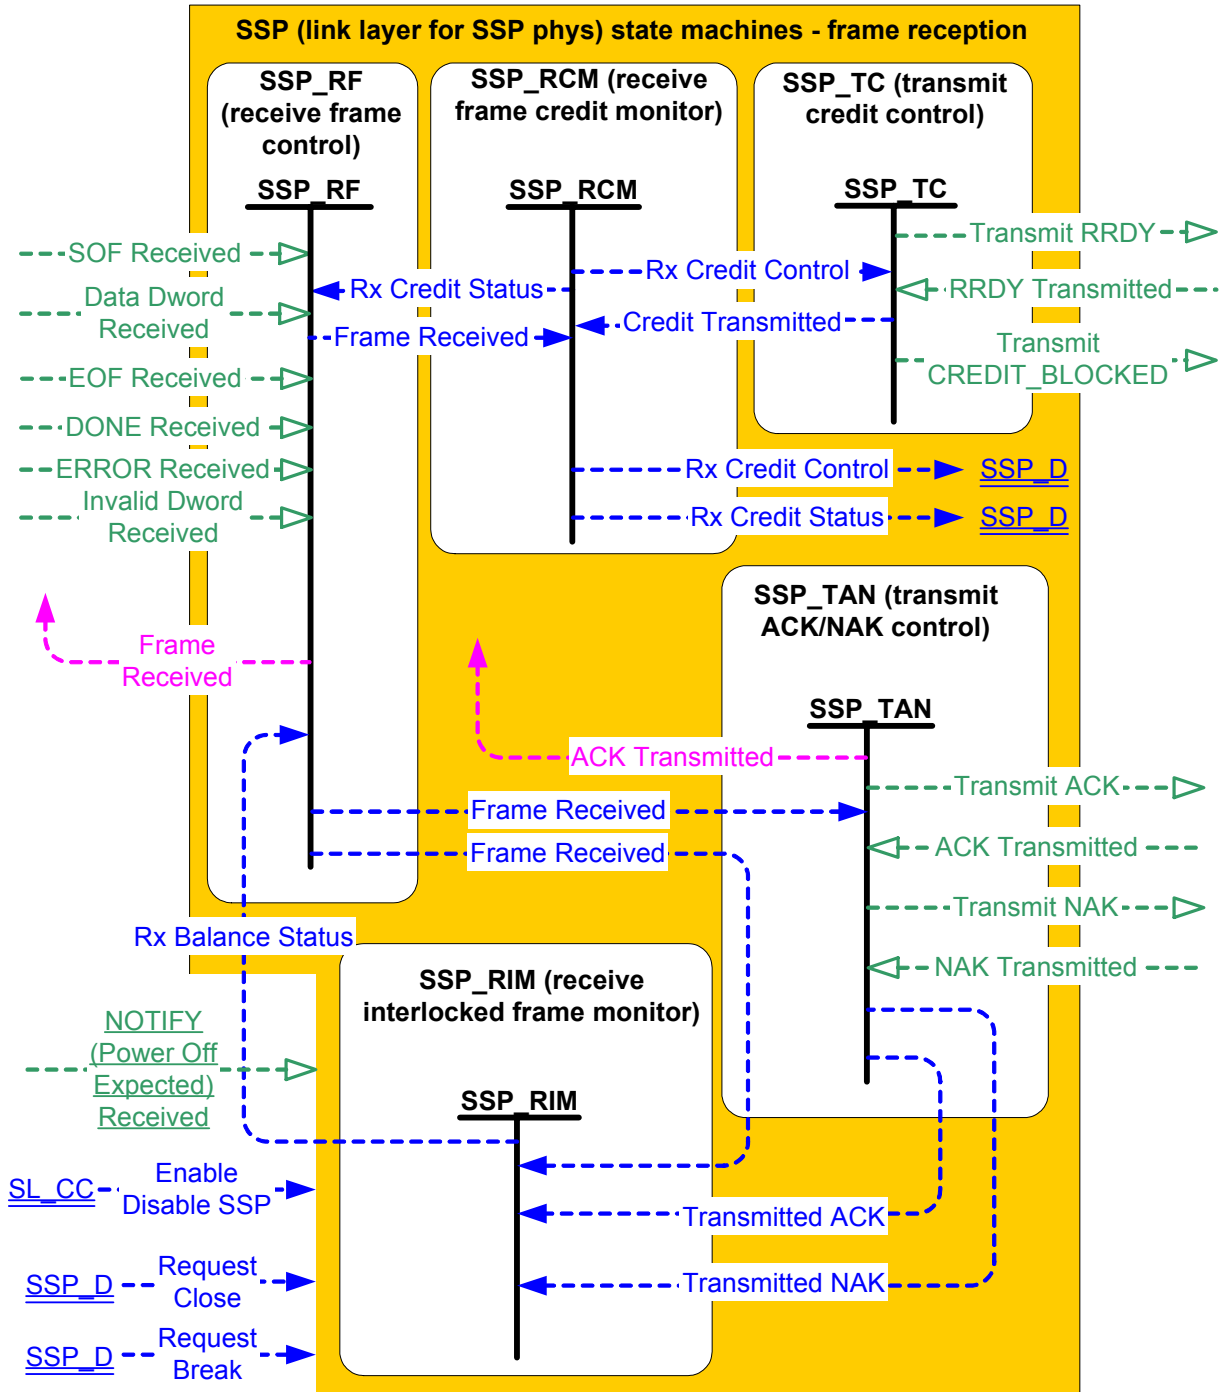 SSP (link layer for SSP phys) state machines - frame reception
SSP_RF
(receive frame
control)
SSP_RF
SSP_RCM (receive
frame credit monitor)
SSP_RCM
SSP_TC (transmit
credit control)
SSP_TC
SOF Received
Data Dword
Received
EOF Received
DONE Received
ERROR Received
Invalid Dword
Received
Rx Credit Status
Frame Received
Rx Credit Control
Credit Transmitted
Transmit RRDY
RRDY Transmitted
Transmit
CREDIT_BLOCKED
Rx Credit Control
SSP_D
Rx Credit Status
SSP_D
Frame
Received
SSP_TAN (transmit
ACK/NAK control)
SSP_TAN
ACK Transmitted
Transmit ACK
Frame Received
ACK Transmitted
Frame Received
Transmit NAK
NAK Transmitted
Rx Balance Status
SSP_RIM (receive
interlocked frame monitor)
SSP_RIM
NOTIFY
(Power Off
Expected)
Received
SL_CC
Enable
Disable SSP
Transmitted ACK
SSP_D
Request
Close
Transmitted NAK
SSP_D
Request
Break